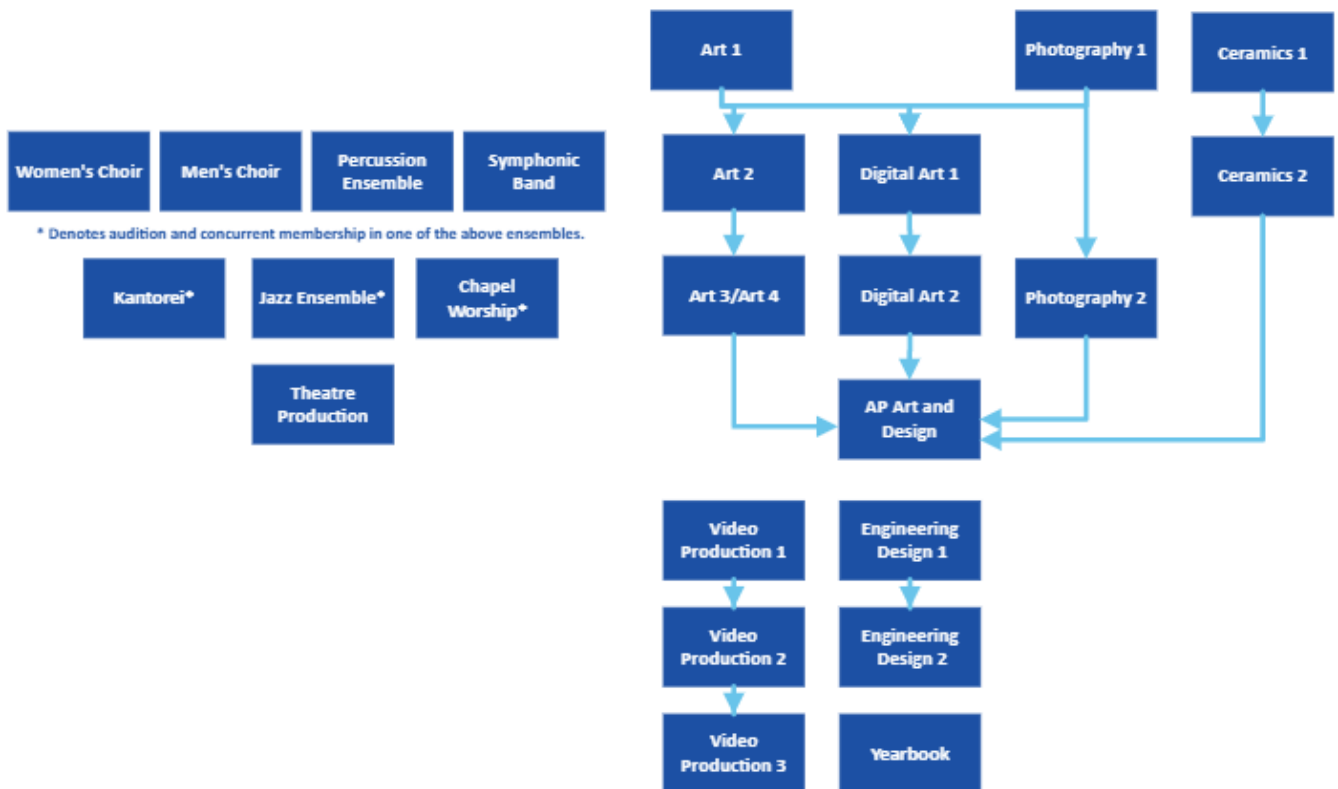 Art 1
Photography 1
Ceramics 1
Women's Choir
Men's Choir
Percussion
Ensemble
Symphonic
Band
Art 2
Digital Art 1
Ceramics 2
* Denotes audition and concurrent membership in one of the above ensembles.
Kantorei*
Jazz Ensemble*
Chapel
Worship*
Art 3/Art 4
Digital Art 2
Photography 2
Theatre
Production
AP Art and
Design
Video
Production 1
Engineering
Design 1
Video
Production 2
Engineering
Design 2
Video
Production 3
Yearbook